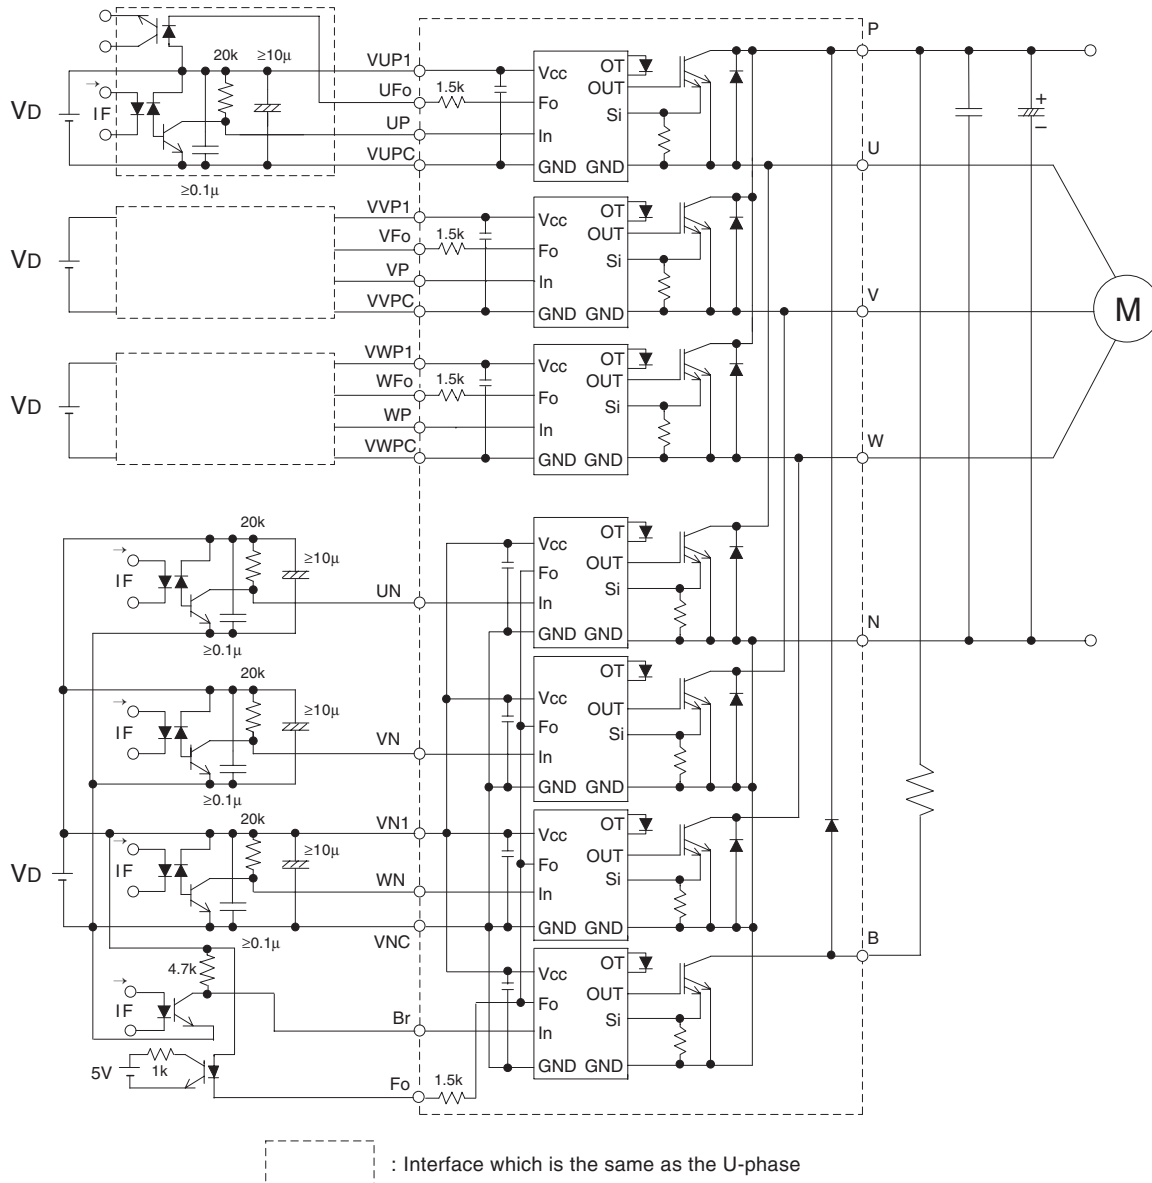 P
20k
≥10μ
VUP1
OT
Vcc
UFo
1.5k
OUT
VD
IF
Fo
Si
+
−
UP
In
VUPC
GND GND
U
≥0.1μ
VVP1
Vcc
OT
VFo
1.5k
OUT
VD
Fo
Si
VP
In
VVPC
GND GND
V
M
VWP1
Vcc
OT
WFo
1.5k
OUT
VD
Fo
Si
WP
In
VWPC
GND GND
W
20k
OT
≥10μ
Vcc
OUT
IF
Fo
Si
UN
In
N
GND GND
≥0.1μ
20k
OT
≥10μ
Vcc
OUT
IF
Fo
Si
VN
In
GND GND
≥0.1μ
20k
VN1
Vcc
OT
≥10μ
OUT
VD
IF
Fo
Si
WN
In
GND GND
VNC
≥0.1μ
B
4.7k
OT
Vcc
OUT
IF
Fo
Si
Br
In
5V
1k
GND GND
Fo
1.5k
: Interface which is the same as the U-phase